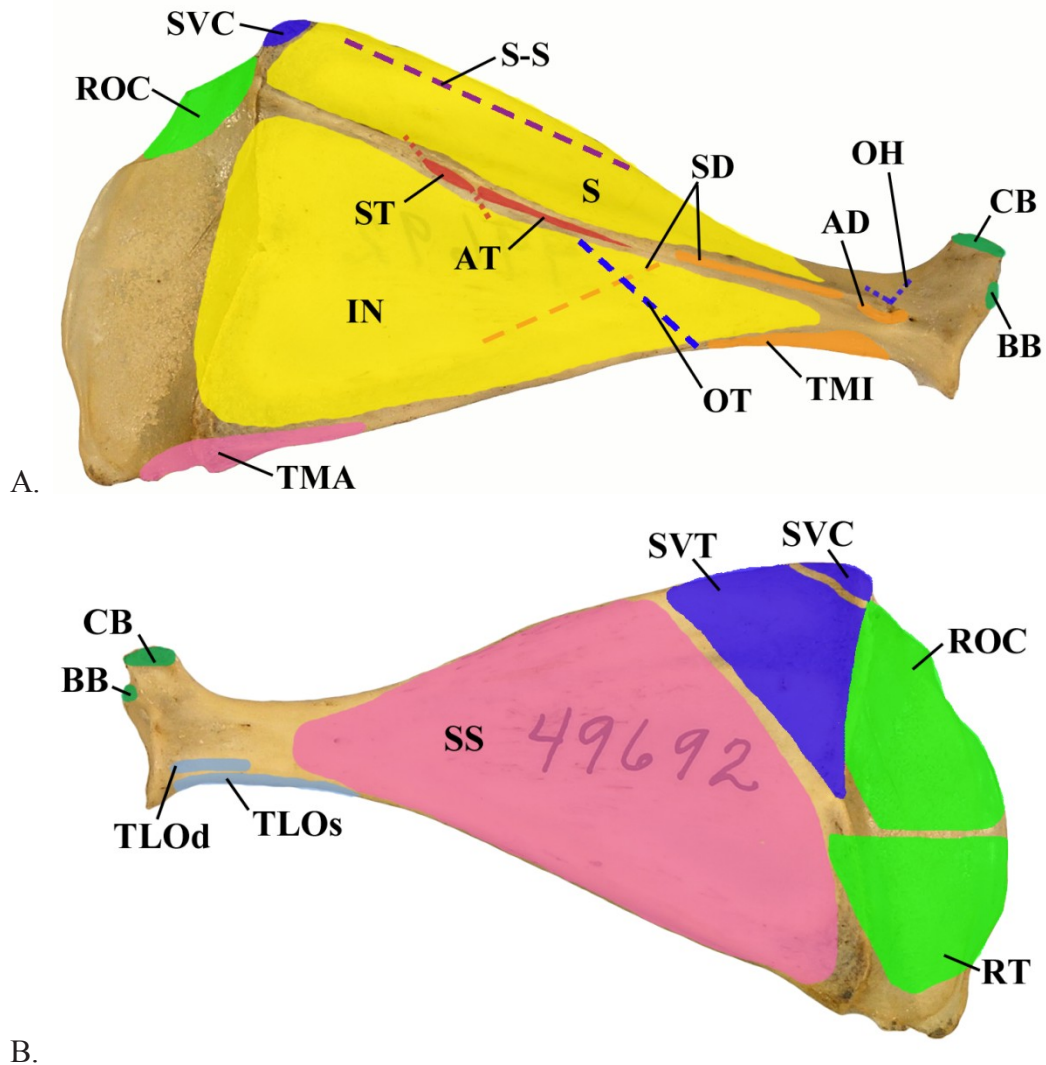 SVC
S-S
ROC
OH
SD
CB
ST
S
AD
AT
IN
BB
OT
TMI
TMA
A.
SVT
SVC
CB
ROC
BB
SS
49692
TLOs
TLOd
RT
B.